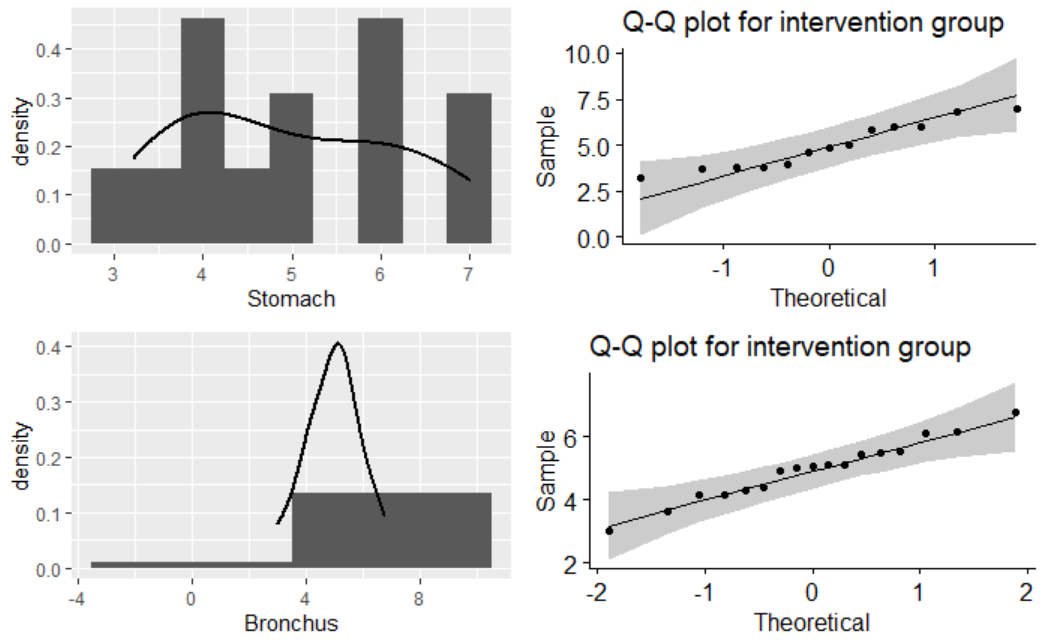 density
0.4
0.3
0.2
0.1
0.0
3 4 5 6 7
Stomach
Q-Q plot for intervention group
Sample
10.0
7.5
5.0
2.5
0.0
-1 0 1
Theoretical
density
0.4
0.3
0.2
0.1
0.0
-4 0 4 8
Bronchus
Q-Q plot for intervention group
Sample
6
4
2
-2 -1 0 1 2
Theoretical